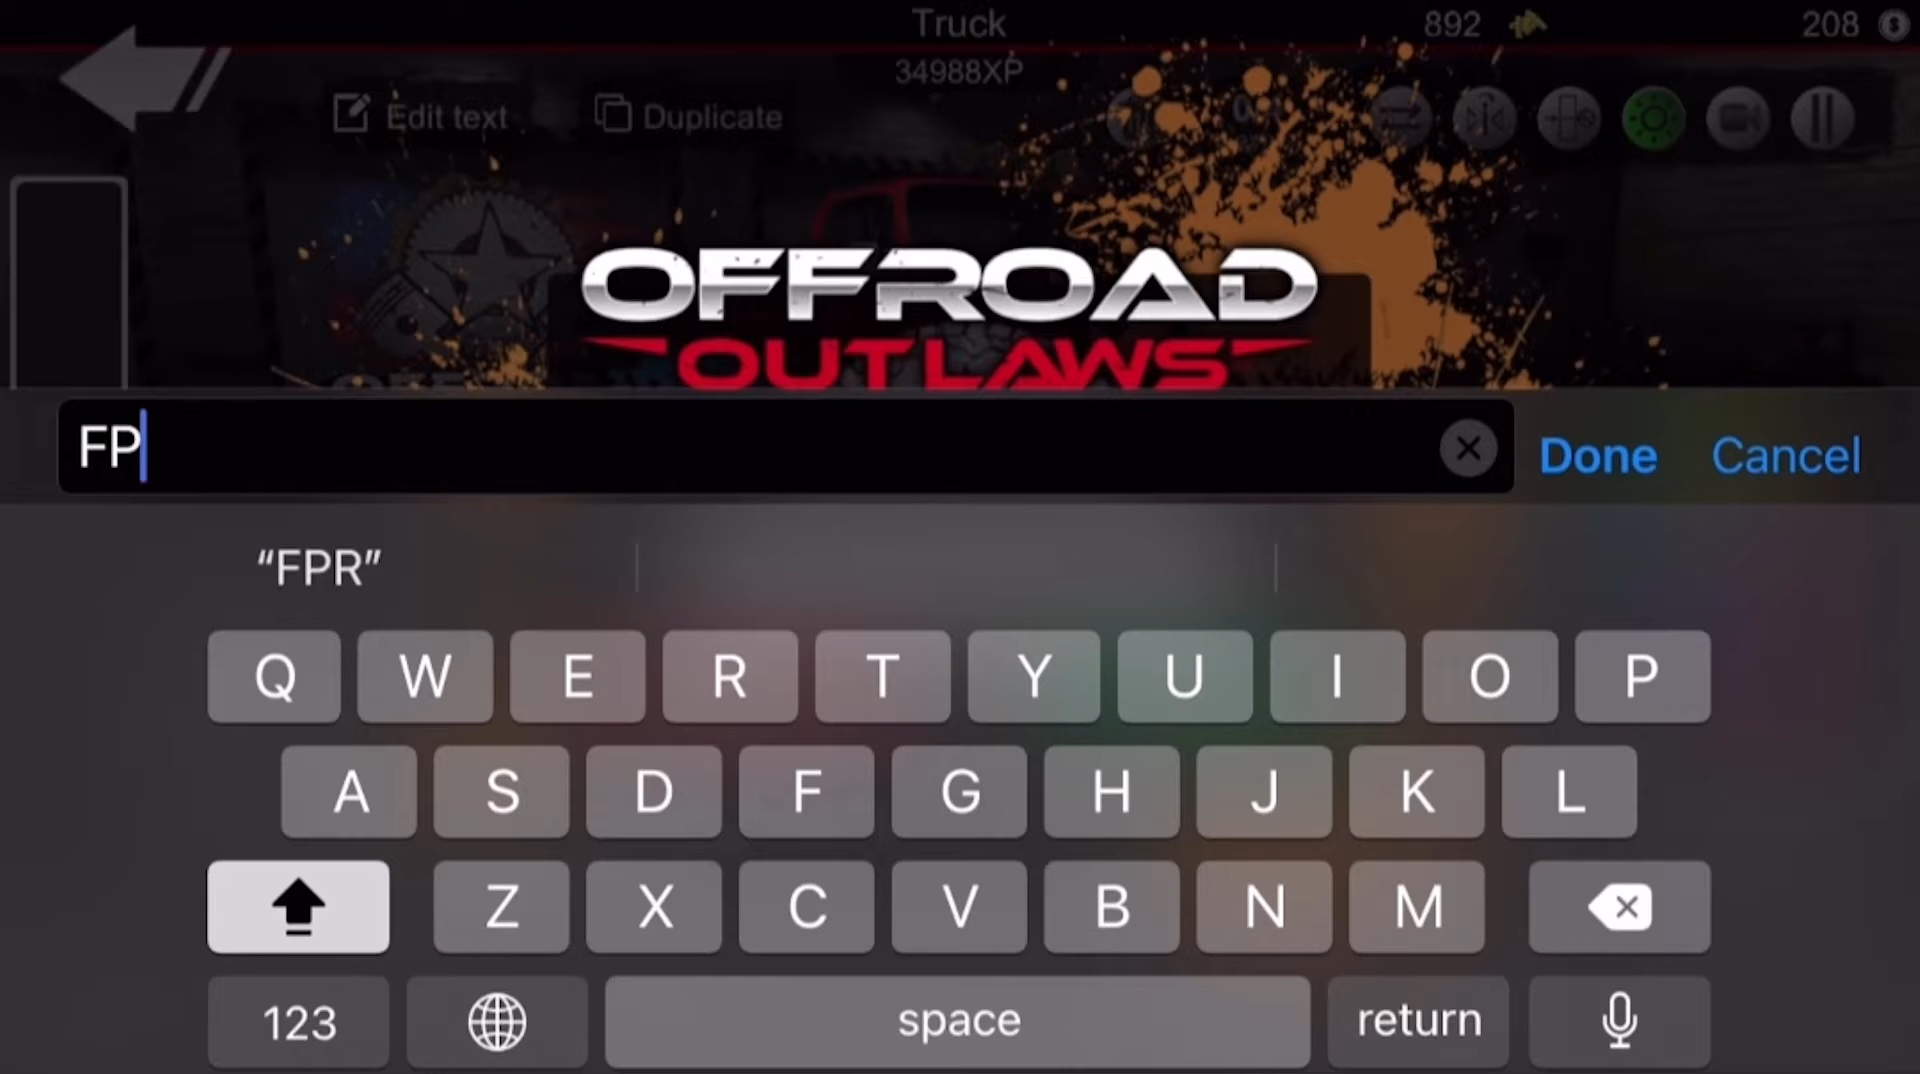 Truck
892
208
34988XP
Edit text
Duplicate
OFFROAD
OUTLAWS
FP
Done
Cancel
“FPR”
Q W E R T Y U I O P
A S D F G H J K L
Z X C V B N M
123
space
return